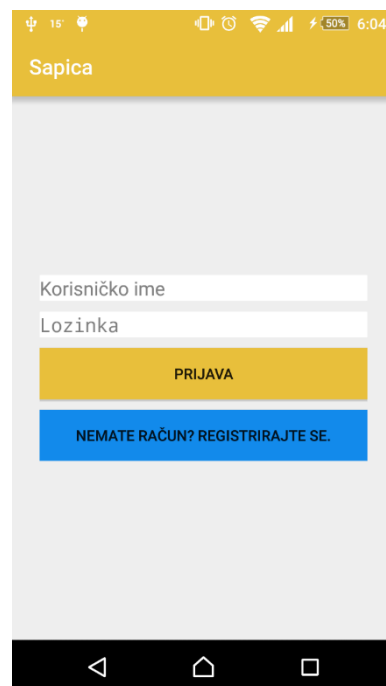 15° 50% 6:04
Sapica
Korisničko ime
Lozinka
PRIJAVA
NEMATE RAČUN? REGISTRIRAJTE SE.